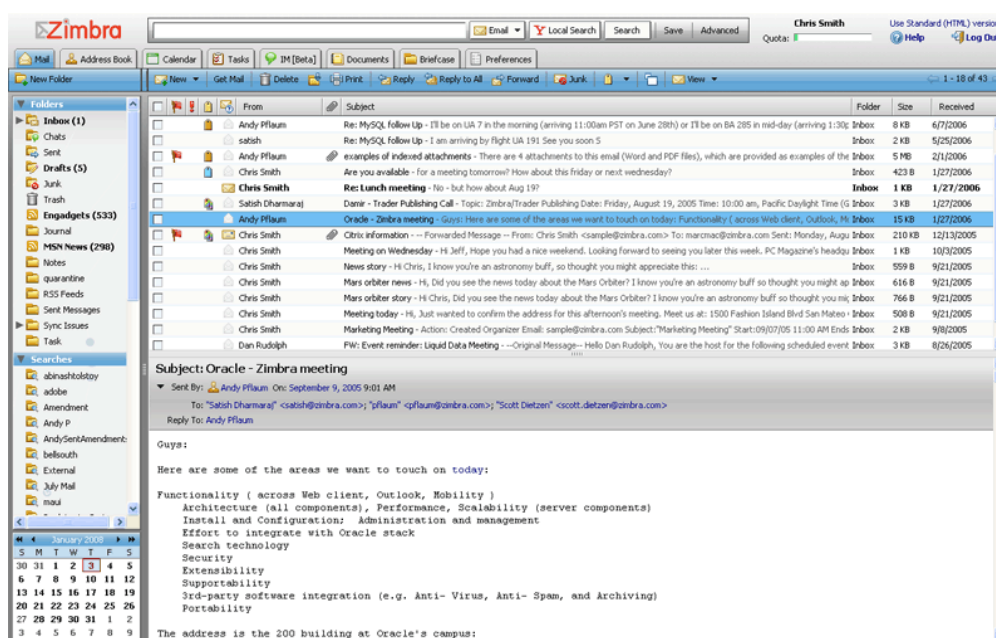 Zimbra
Email
Local Search
Search
Save
Advanced
Chris Smith
Quota:
Use Standard (HTML) versio
Help
Log Ou
Mail
Address Book
Calendar
Tasks
IM [Beta]
Documents
Briefcase
Preferences
New Folder
New
Get Mail
Delete
Print
Reply
Reply to All
Forward
Junk
View
1 - 18 of 43
Folders
Inbox (1)
Chats
Sent
Drafts (5)
Junk
Trash
Engadgets (533)
Journal
MSN News (298)
Notes
quarantine
RSS Feeds
Sent Messages
Sync Issues
Task
Searches
abinashtolstoy
adobe
Amendment
Andy P
AndySentAmendment:
bellsouth
External
July Mail
maui
January 2008
S M T W T F S
30 31 1 2 3 4 5
6 7 8 9 10 11 12
13 14 15 16 17 18 19
20 21 22 23 24 25 26
27 28 29 30 31 1 2
3 4 5 6 7 8 9
From Subject Folder Size Received
Andy Pflaum Re: MySQL follow Up - I'll be on UA 7 in the morning (arriving 11:00am PST on June 28th) or I'll be on BA 285 in mid-day (arriving 1:30p Inbox 8 KB 6/7/2006
satish Re: MySQL follow Up - I am arriving by flight UA 191 See you soon S Inbox 2 KB 5/25/2006
Andy Pflaum examples of indexed attachments - There are 4 attachments to this email (Word and PDF files), which are provided as examples of the Inbox 5 MB 2/1/2006
Chris Smith Are you available - for a meeting tomorrow? How about this friday or next wednesday? Inbox 423 B 1/27/2006
Chris Smith Re: Lunch meeting - No - but how about Aug 19? Inbox 1 KB 1/27/2006
Satish Dharmaraj Damir - Trader Publishing Call - Topic: Zimbra/Trader Publishing Date: Friday, August 19, 2005 Time: 10:00 am, Pacific Daylight Time (G Inbox 3 KB 1/27/2006
Andy Pflaum Oracle - Zimbra meeting - Guys: Here are some of the areas we want to touch on today: Functionality ( across Web client, Outlook, M Inbox 15 KB 1/27/2006
Chris Smith Citrix information - -- Forwarded Message -- From: Chris Smith <sample@zimbra.com> To: marcmac@zimbra.com Sent: Monday, Augu Inbox 210 KB 12/13/2005
Chris Smith Meeting on Wednesday - Hi Jeff, Hope you had a nice weekend. Looking forward to seeing you later this week. PC Magazine's headqu Inbox 1 KB 10/3/2005
Chris Smith News story - Hi Chris, I know you're an astronomy buff, so thought you might appreciate this: ... Inbox 559 B 9/21/2005
Chris Smith Mars orbiter news - Hi, Did you see the news today about the Mars Orbiter? I know you're an astronomy buff so thought you might ap Inbox 616 B 9/21/2005
Chris Smith Mars orbiter story - Hi Chris, Did you see the news today about the Mars Orbiter? I know you're an astronomy buff so thought you mig Inbox 766 B 9/21/2005
Chris Smith Meeting today - Hi, Just wanted to confirm the address for this afternoon's meeting. Meet us at: 1500 Fashion Island Blvd San Mateo Inbox 508 B 9/21/2005
Chris Smith Marketing Meeting - Action: Created Organizer Email: sample@zimbra.com Subject:"Marketing Meeting" Start:09/07/05 11:00 AM Ends Inbox 2 KB 9/8/2005
Dan Rudolph FW: Event reminder: Liquid Data Meeting - --Original Message-- Hello Dan Rudolph, You are the host for the following scheduled event Inbox 3 KB 8/26/2005
Subject: Oracle - Zimbra meeting
Sent By: Andy Pflaum On: September 9, 2005 9:01 AM
To: "Satish Dharmaraj" <satish@zimbra.com>; "pflaum" <pflaum@zimbra.com>; "Scott Dietzen" <scott.dietzen@zimbra.com>
Reply To: Andy Pflaum
Guys:
Here are some of the areas we want to touch on today:
Functionality ( across Web client, Outlook, Mobility )
Architecture (all components), Performance, Scalability (server components)
Install and Configuration; Administration and management
Effort to integrate with Oracle stack
Search technology
Security
Extensibility
Supportability
3rd-party software integration (e.g. Anti- Virus, Anti- Spam, and Archiving)
Portability
The address is the 200 building at Oracle's campus: